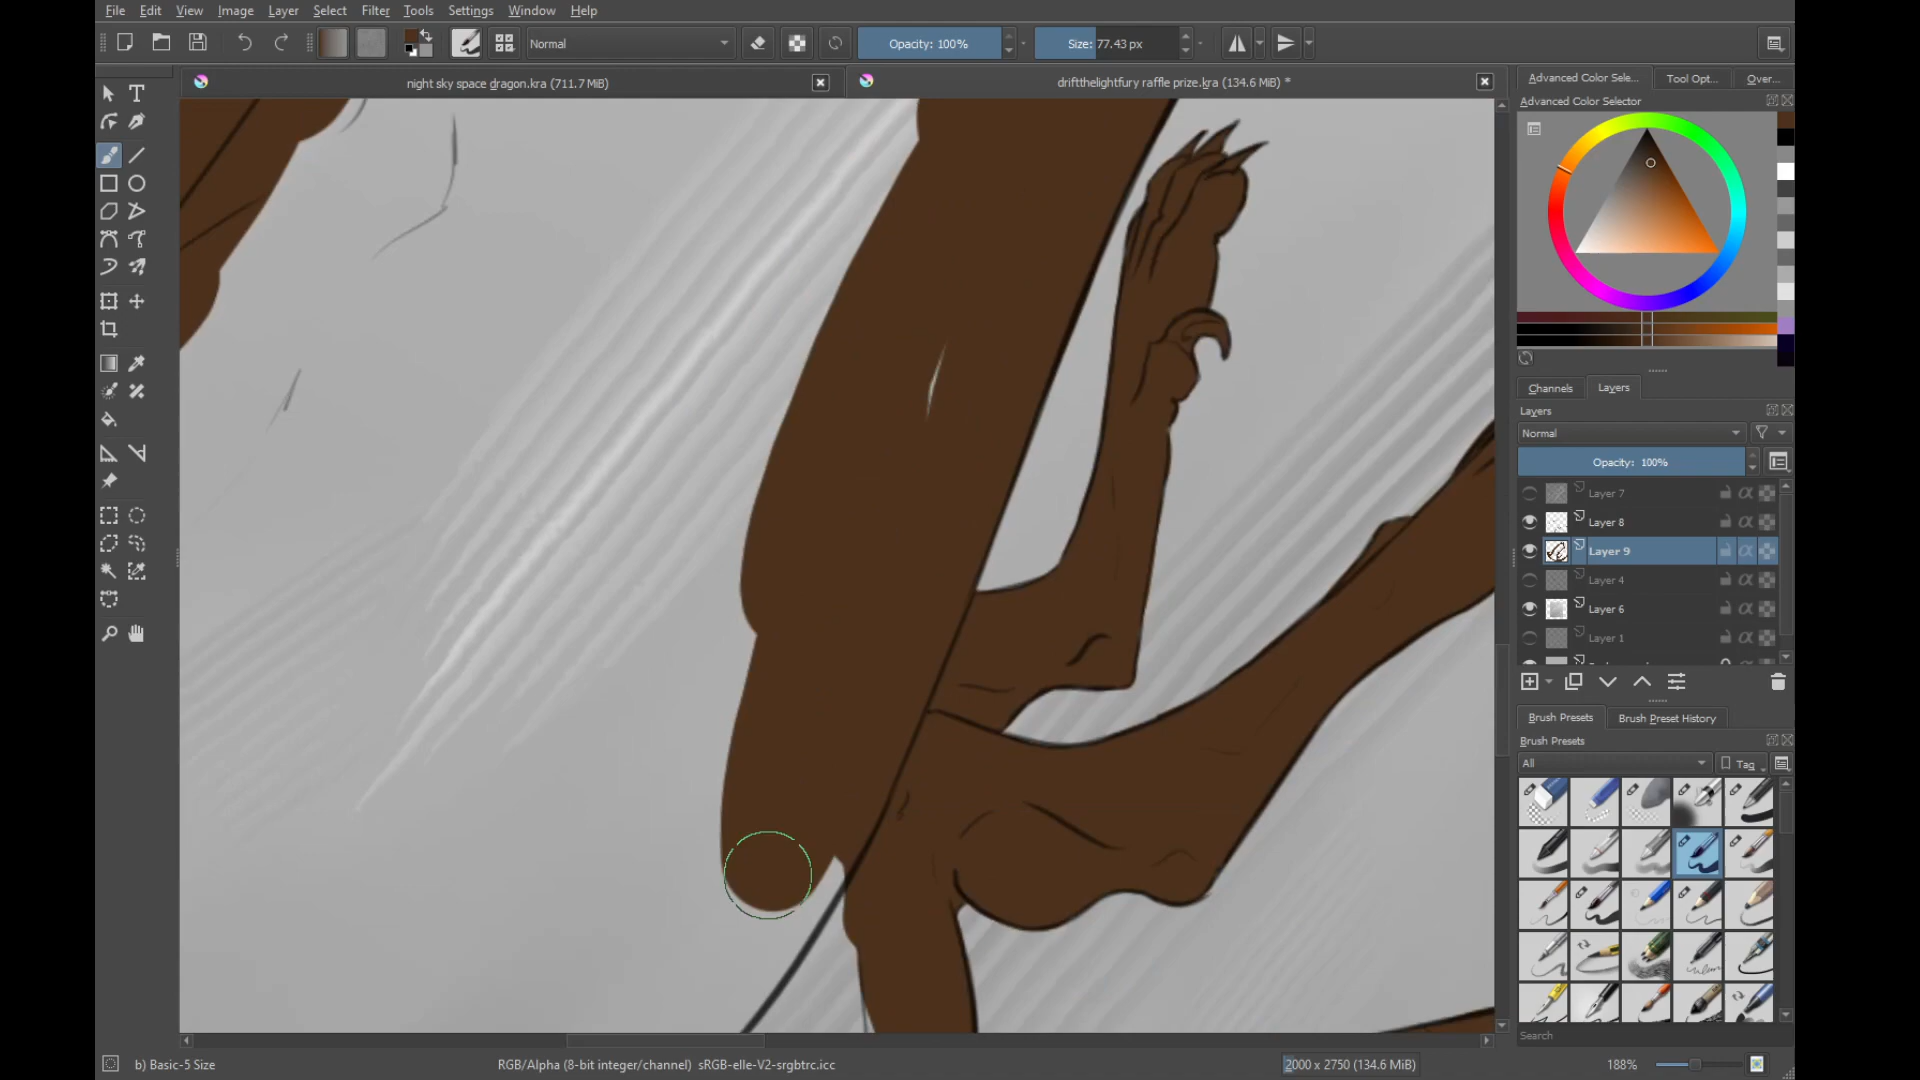 File Edit View Image Layer Select Filter Tools Settings Window Help
Normal Opacity: 100% Size: 77.43 px
night sky space dragon.kra (711.7 MiB) driftthelightfury raffle prize.kra (134.6 MiB) *
Advanced Color Sele... Tool Opt... Over...
Advanced Color Selector
Channels Layers
Layers
Normal
Opacity: 100%
Layer 7
Layer 8
Layer 9
Layer 4
Layer 6
Layer 1
Brush Presets Brush Preset History
Brush Presets
All Tag
Search
b) Basic-5 Size RGB/Alpha (8-bit integer/channel) sRGB-elle-V2-srgbtrc.icc 2000 x 2750 (134.6 MiB) 188%